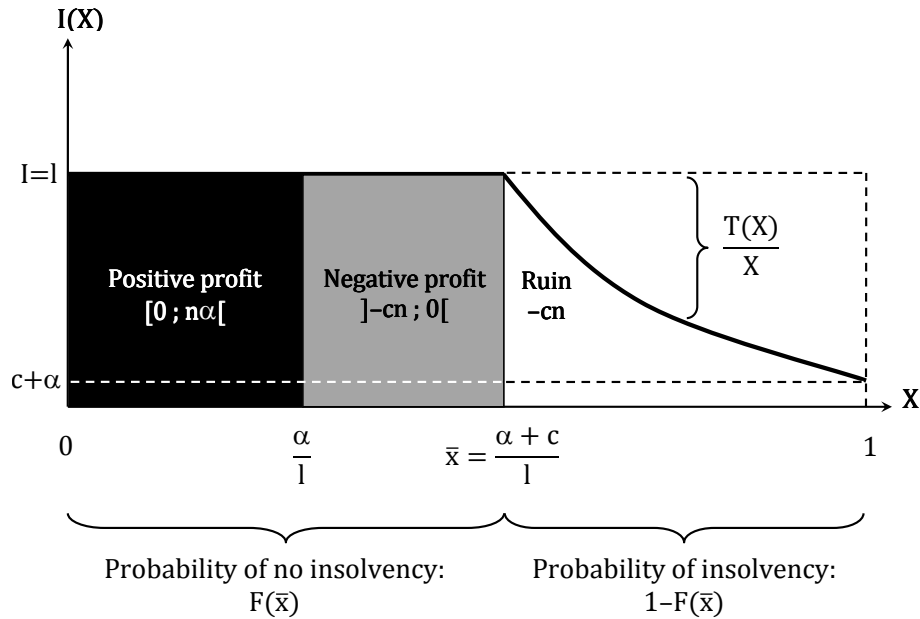 I(X)
I=l
Positive profit
[0 ; nα[
Negative profit
]–cn ; 0[
Ruin
–cn
T(X)
X
c+α
X
0
α
l
x̄ = α + c
l
1
Probability of no insolvency:
F(x̄)
Probability of insolvency:
1–F(x̄)